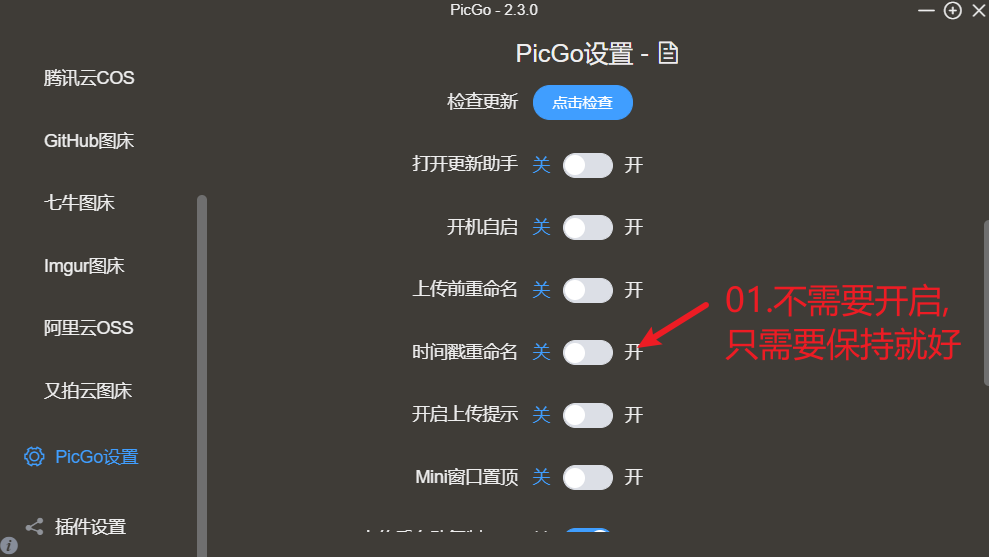 PicGo - 2.3.0
PicGo设置 -
腾讯云COS
GitHub图床
七牛图床
Imgur图床
阿里云OSS
又拍云图床
PicGo设置
插件设置
检查更新 点击检查
打开更新助手 关 开
开机自启 关 开
上传前重命名 关 开
时间戳重命名 关 开
开启上传提示 关 开
Mini窗口置顶 关 开
01.不需要开启,
只需要保持就好